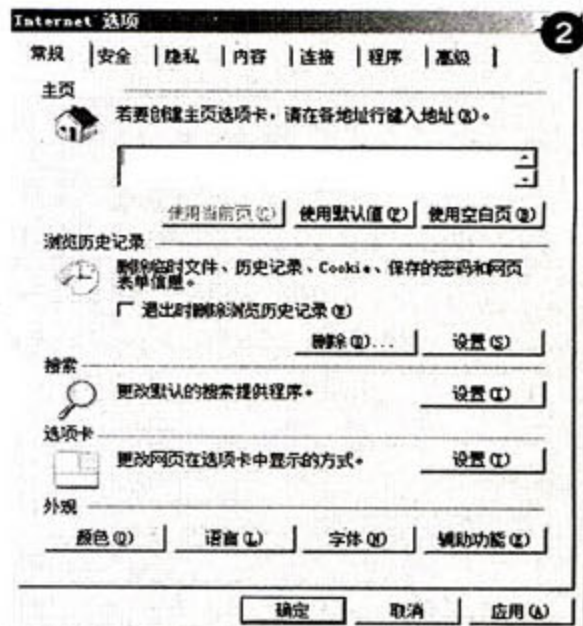 Internet 选项
2
常规 安全 隐私 内容 连接 程序 高级
主页
若要创建主页选项卡，请在各地址行键入地址(R)。
使用当前页(C) 使用默认值(F) 使用空白页(B)
浏览历史记录
删除临时文件、历史记录、Cookie、保存的密码和网页
表单信息。
退出时删除浏览历史记录(W)
删除(D)... 设置(S)
搜索
更改默认的搜索提供程序。 设置(I)
选项卡
更改网页在选项卡中显示的方式。 设置(T)
外观
颜色(O) 语言(L) 字体(N) 辅助功能(E)
确定 取消 应用(A)